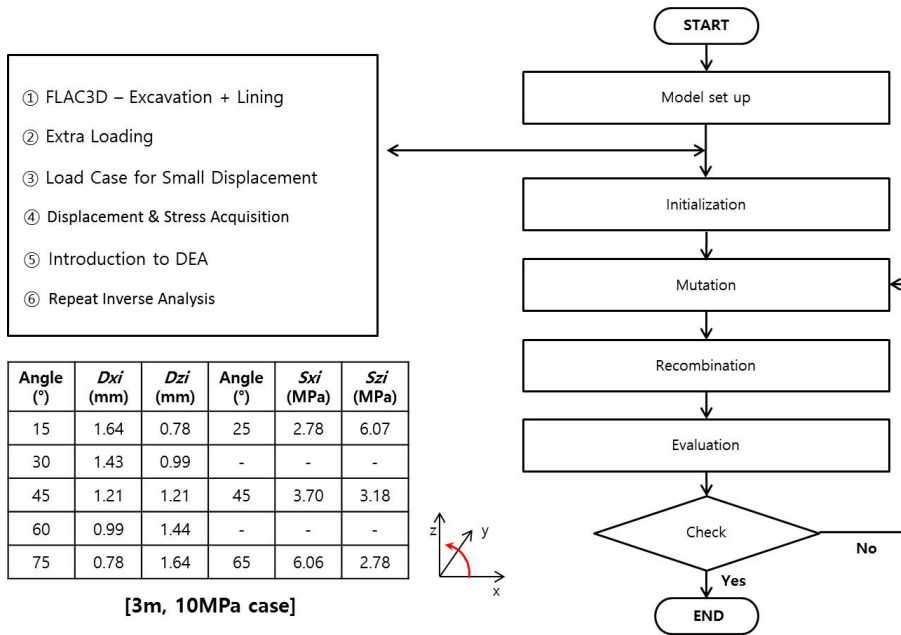 START
Model set up
Initialization
Mutation
Recombination
Evaluation
Check
No
Yes
END
① FLAC3D – Excavation + Lining
② Extra Loading
③ Load Case for Small Displacement
④ Displacement & Stress Acquisition
⑤ Introduction to DEA
⑥ Repeat Inverse Analysis
Angle (°) Dxi (mm) Dzi (mm) Angle (°) Sxi (MPa) Szi (MPa)
15 1.64 0.78 25 2.78 6.07
30 1.43 0.99 - - -
45 1.21 1.21 45 3.70 3.18
60 0.99 1.44 - - -
75 0.78 1.64 65 6.06 2.78
[3m, 10MPa case]
z
y
x